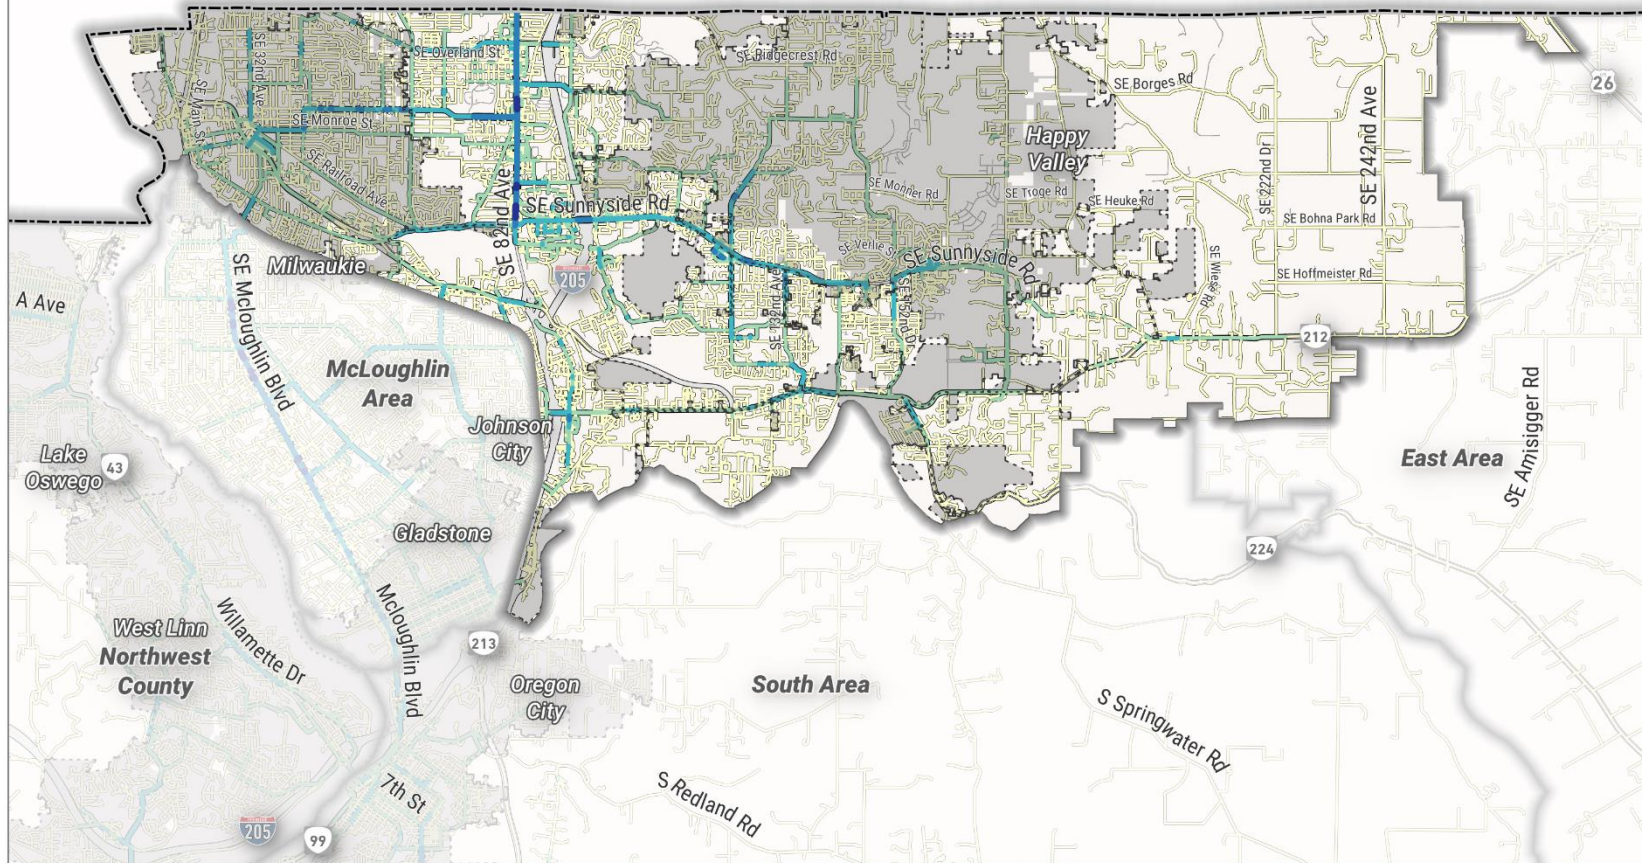 SE Overland St
SE Ridgecrest Rd
SE 32nd Ave
SE Main St
SE Borges Rd
26
SE Monroe St
SE Railroad Ave
Happy
Valley
SE 242nd Ave
SE 222nd Dr
SE 82nd Ave
SE Sunnyside Rd
SE Monner Rd
SE Troge Rd
SE Heuke Rd
SE Bohna Park Rd
SE Verlie St
SE Sunnyside Rd
SE Wiese Rd
SE Hoffmeister Rd
Milwaukie
205
SE McLoughlin Blvd
A Ave
SE 132nd Ave
SE 152nd Dr
212
McLoughlin
Area
Johnson
City
Lake
Oswego
43
East Area
SE Amisigger Rd
Gladstone
224
Mcloughlin Blvd
Willamette Dr
West Linn
Northwest
County
213
Oregon
City
South Area
S Springwater Rd
S Redland Rd
7th St
205
99